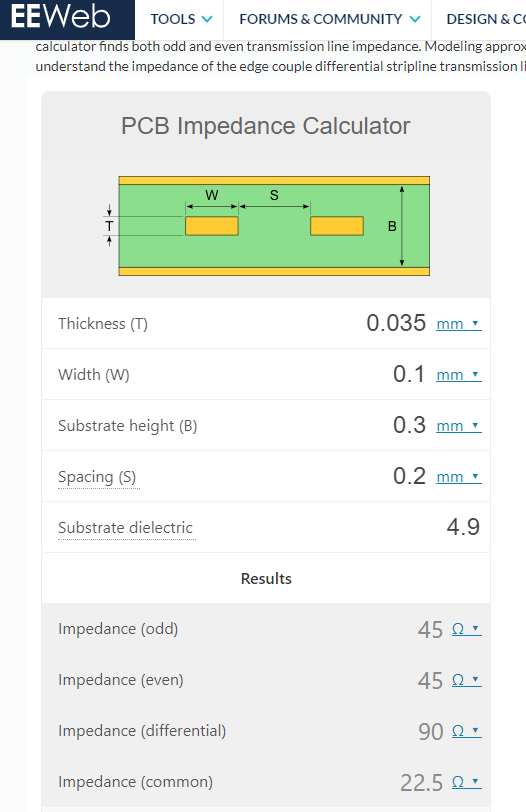 EEWeb TOOLS FORUMS & COMMUNITY DESIGN & CO
calculator finds both odd and even transmission line impedance. Modeling approx
understand the impedance of the edge couple differential stripline transmission li
PCB Impedance Calculator
W S
T B
Thickness (T) 0.035 mm
Width (W) 0.1 mm
Substrate height (B) 0.3 mm
Spacing (S) 0.2 mm
Substrate dielectric 4.9
Results
Impedance (odd) 45 Ω
Impedance (even) 45 Ω
Impedance (differential) 90 Ω
Impedance (common) 22.5 Ω